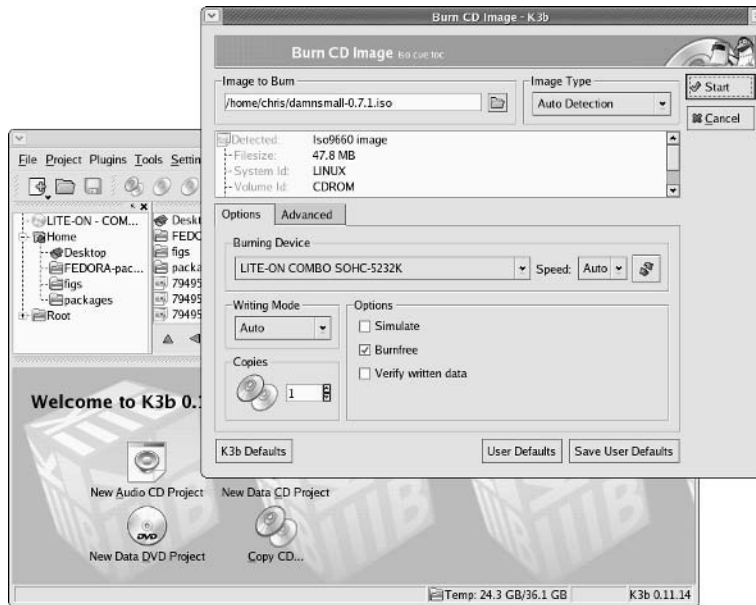 Burn CD Image - K3b
Burn CD Image Iso cue toc
Image to Burn
/home/chris/damnsmall-0.7.1.iso
Image Type
Auto Detection
Start
Cancel
Detected: Iso9660 image
Filesize: 47.8 MB
System Id: LINUX
Volume Id: CDROM
Options Advanced
Burning Device
LITE-ON COMBO SOHC-5232K
Speed: Auto
Writing Mode
Auto
Options
Simulate
Burnfree
Verify written data
Copies
1
K3b Defaults
User Defaults
Save User Defaults
File Project Plugins Tools Settin
LITE-ON - COM...
Home
Desktop
FEDORA-pac...
figs
packages
Root
Deskt
FEDO
figs
packa
79495
79495
79495
Welcome to K3b 0.1
New Audio CD Project
New Data CD Project
New Data DVD Project
Copy CD...
Temp: 24.3 GB/36.1 GB
K3b 0.11.14